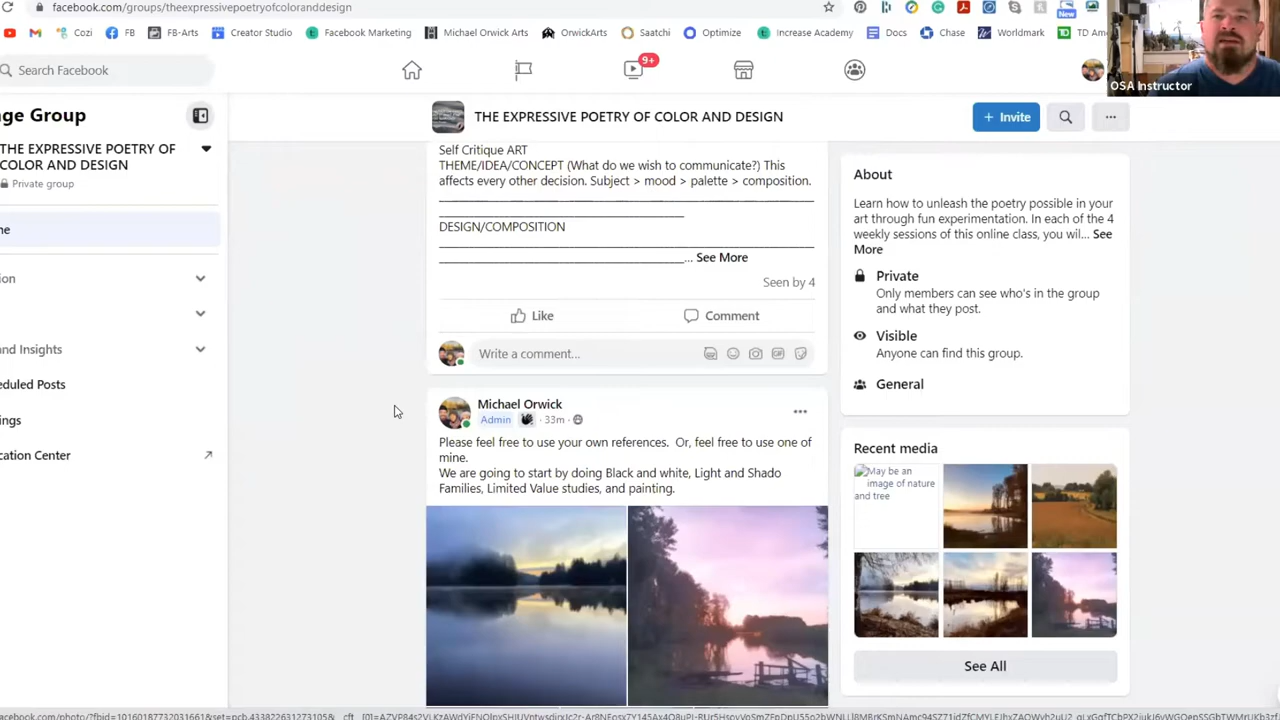 facebook.com/groups/theexpressivepoetryofcoloranddesign
Cozi FB FB-Arts Creator Studio Facebook Marketing Michael Orwick Arts OrwickArts Saatchi Optimize Increase Academy Docs Chase Worldmark TD Am
New
OSA Instructor
Search Facebook
9+
ge Group
THE EXPRESSIVE POETRY OF
COLOR AND DESIGN
Private group
THE EXPRESSIVE POETRY OF COLOR AND DESIGN
+ Invite
...
and Insights
eduled Posts
ings
cation Center
Self Critique ART
THEME/IDEA/CONCEPT (What do we wish to communicate?) This
affects every other decision. Subject > mood > palette > composition.
DESIGN/COMPOSITION
... See More
Seen by 4
Like Comment
Write a comment...
GIF
Michael Orwick
Admin · 33m ·
Please feel free to use your own references. Or, feel free to use one of
mine.
We are going to start by doing Black and white, Light and Shado
Families, Limited Value studies, and painting.
About
Learn how to unleash the poetry possible in your
art through fun experimentation. In each of the 4
weekly sessions of this online class, you wil... See
More
Private
Only members can see who's in the group
and what they post.
Visible
Anyone can find this group.
General
Recent media
May be an
image of nature
and tree
See All